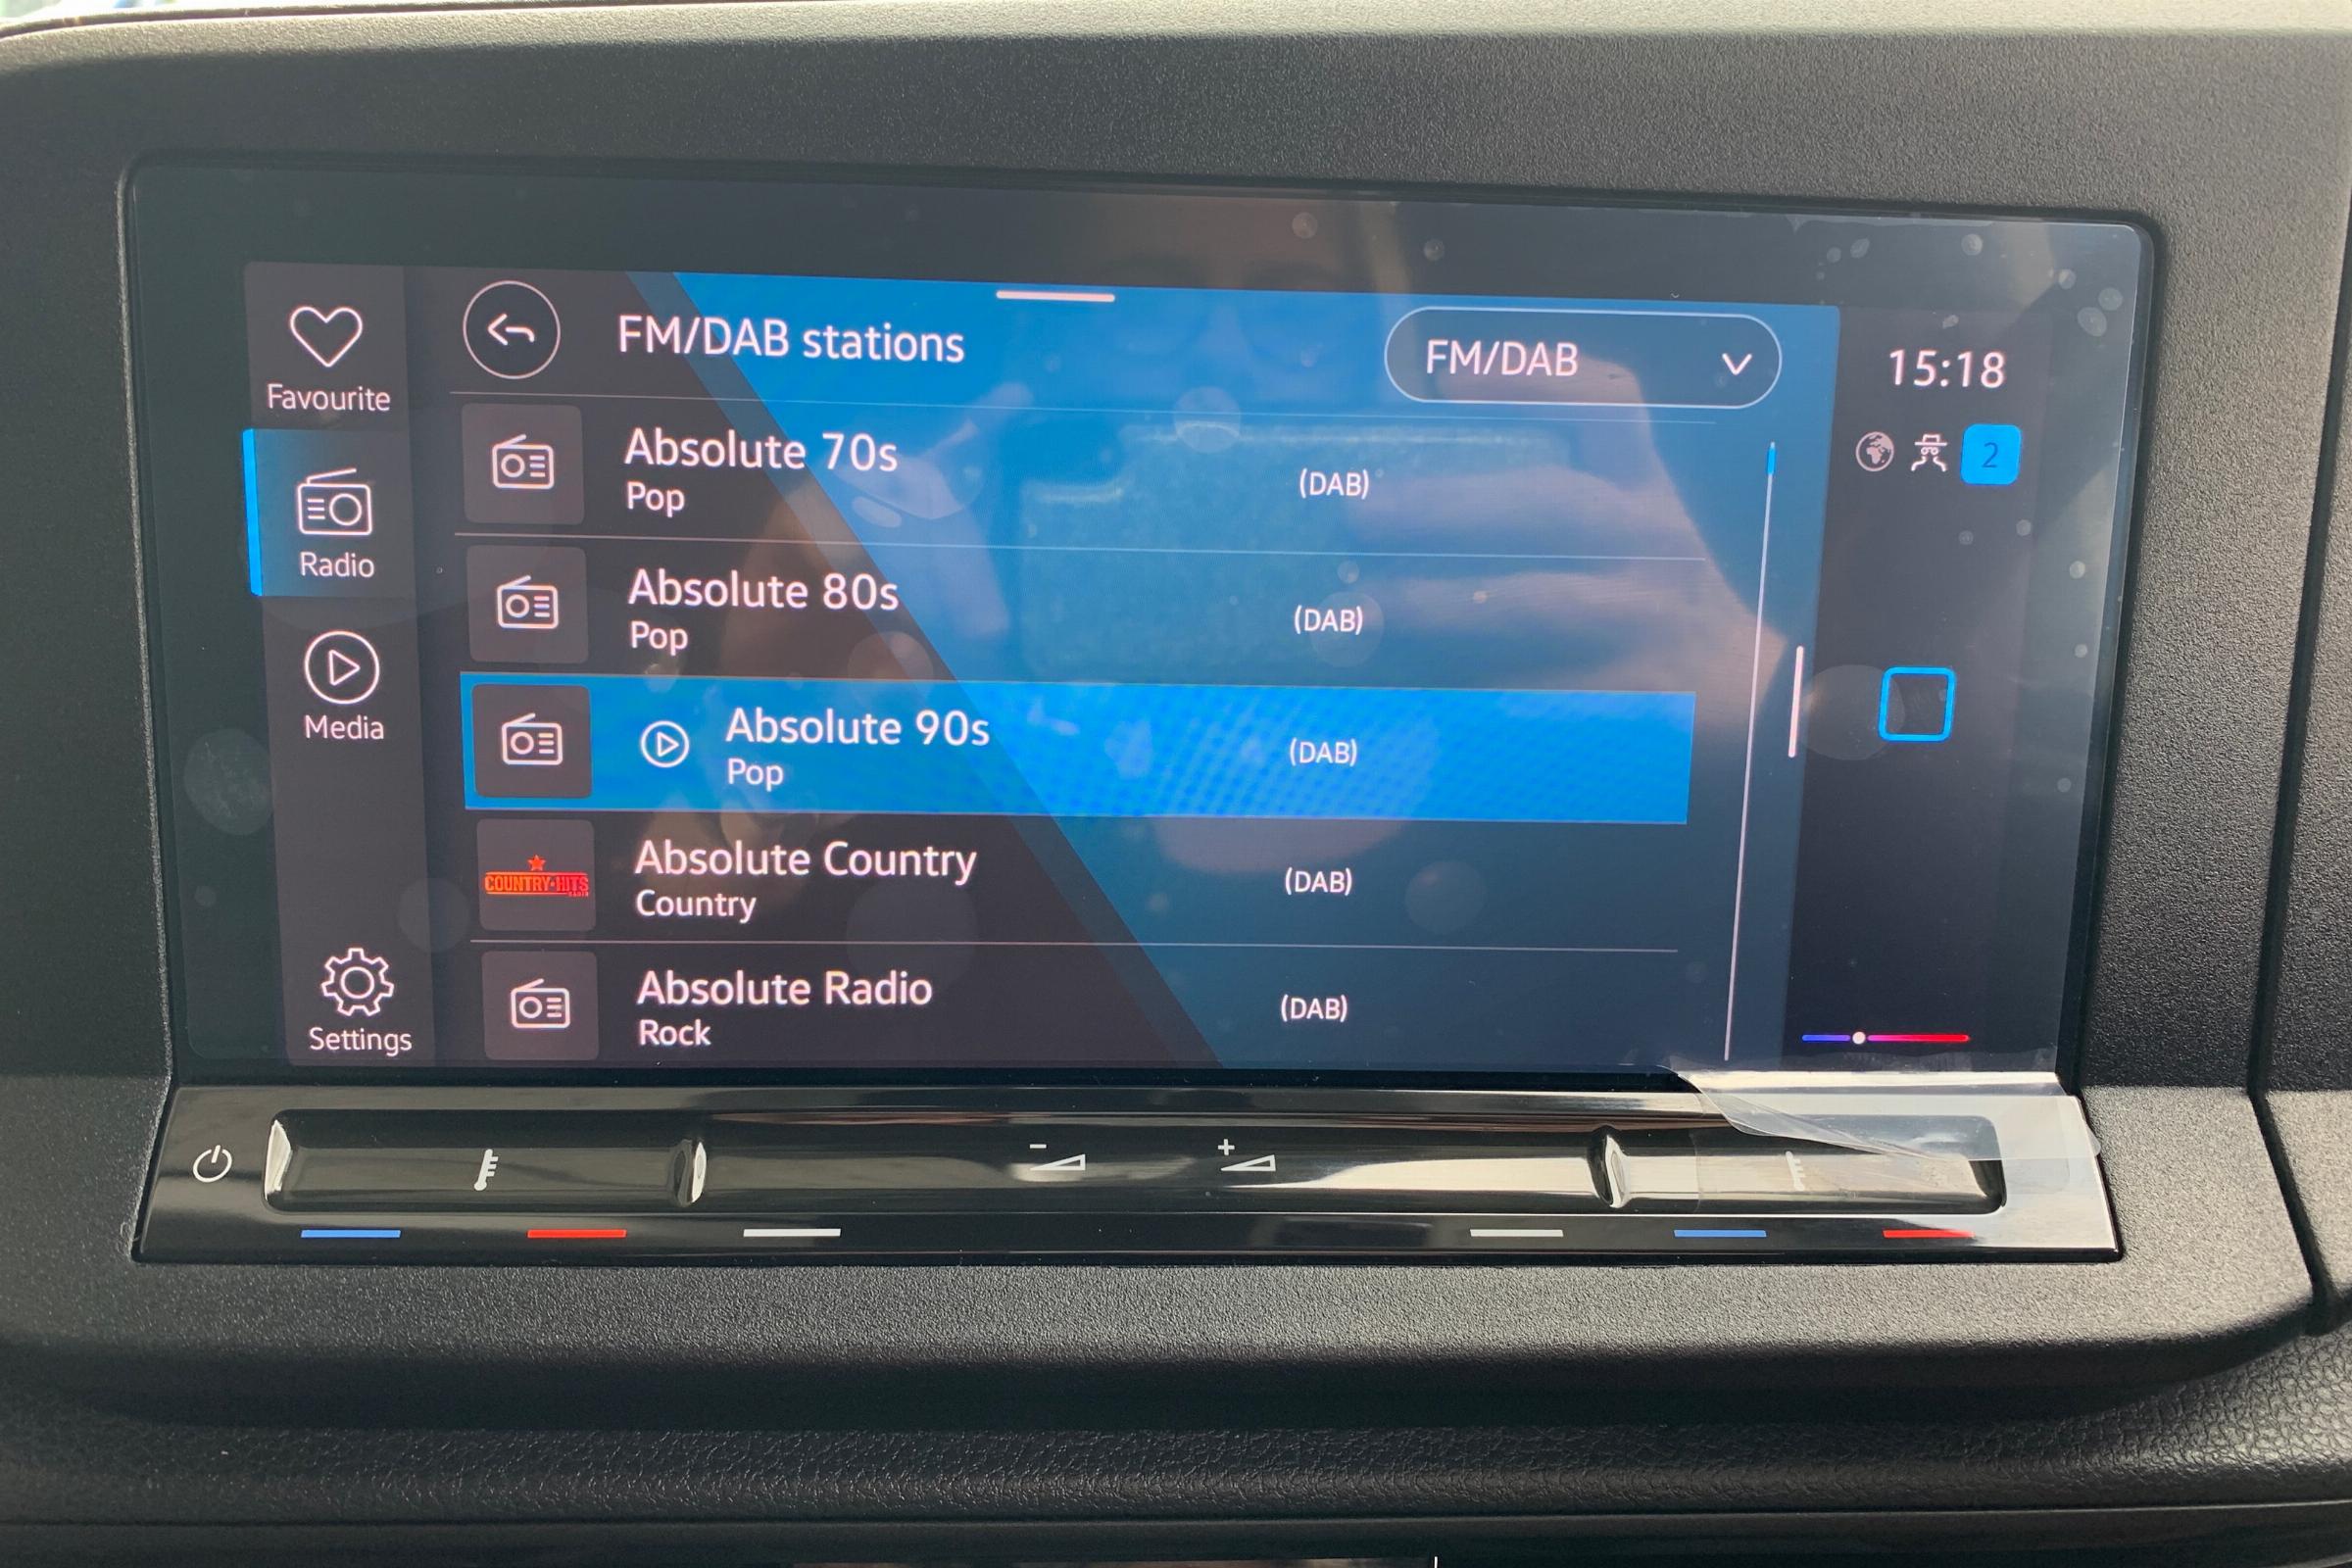 FM/DAB stations
FM/DAB
15:18
Favourite
Absolute 70s
Pop
(DAB)
2
Radio
Absolute 80s
Pop
(DAB)
Media
Absolute 90s
Pop
(DAB)
COUNTRY·HITS
Absolute Country
Country
(DAB)
Settings
Absolute Radio
Rock
(DAB)